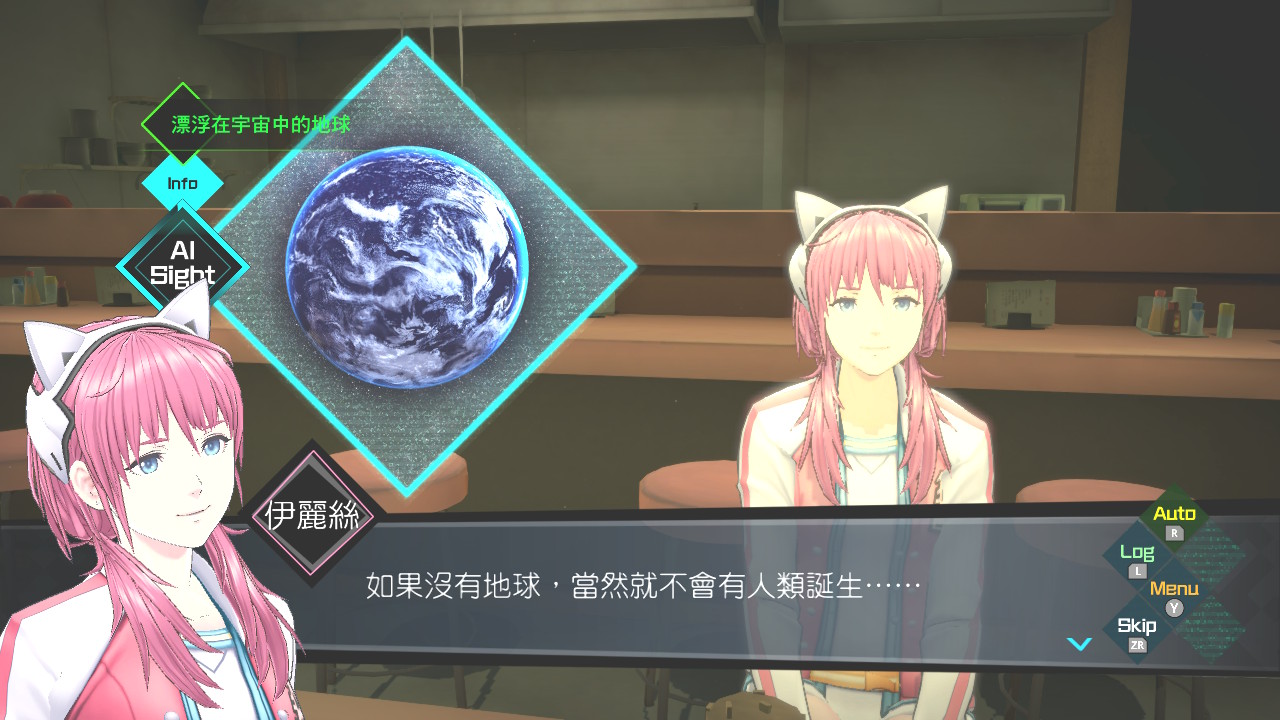 漂浮在宇宙中的地球
Info
AI
Sight
伊麗絲
如果沒有地球，當然就不會有人類誕生⋯⋯
Auto
R
Log
L
Menu
Y
Skip
ZR